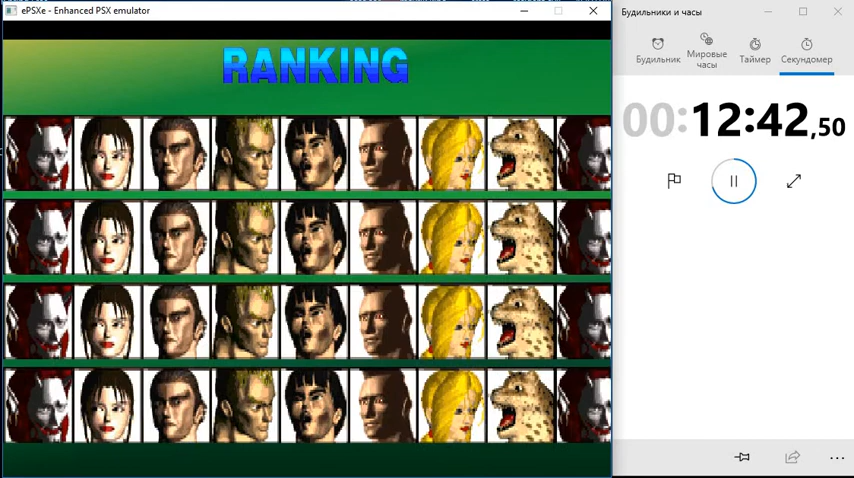 ePSXe - Enhanced PSX emulator
RANKING
Будильники и часы
Будильник
Мировые
часы
Таймер
Секундомер
00:12:42,50